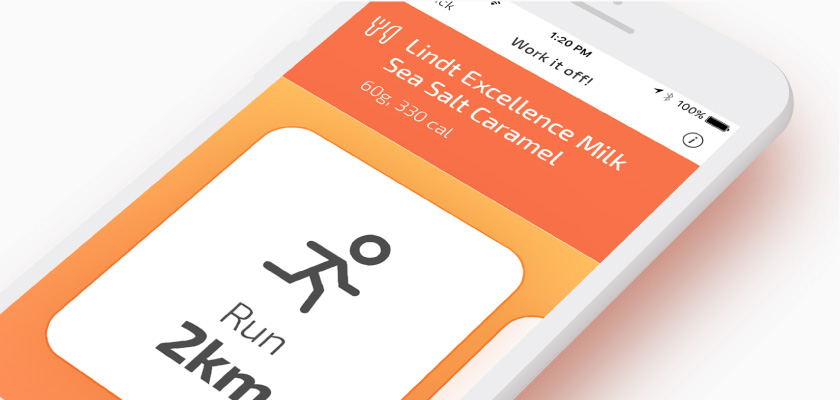 ck
1:20 PM
100%
Work it off!
Lindt Excellence Milk
Sea Salt Caramel
60g, 330 cal
Run
2km